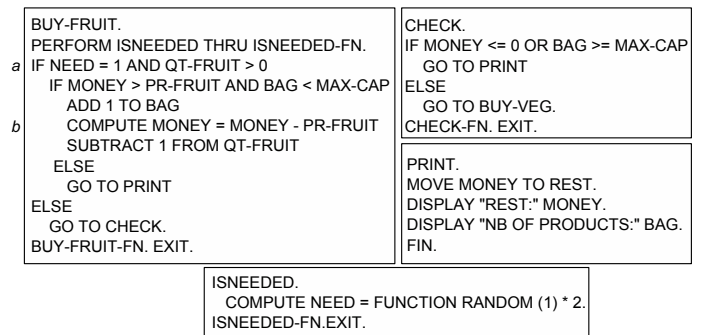 BUY-FRUIT.
PERFORM ISNEEDED THRU ISNEEDED-FN.
a IF NEED = 1 AND QT-FRUIT > 0
IF MONEY > PR-FRUIT AND BAG < MAX-CAP
ADD 1 TO BAG
b COMPUTE MONEY = MONEY - PR-FRUIT
SUBTRACT 1 FROM QT-FRUIT
ELSE
GO TO PRINT
ELSE
GO TO CHECK.
BUY-FRUIT-FN. EXIT.
CHECK.
IF MONEY <= 0 OR BAG >= MAX-CAP
GO TO PRINT
ELSE
GO TO BUY-VEG.
CHECK-FN. EXIT.
PRINT.
MOVE MONEY TO REST.
DISPLAY "REST:" MONEY.
DISPLAY "NB OF PRODUCTS:" BAG.
FIN.
ISNEEDED.
COMPUTE NEED = FUNCTION RANDOM (1) * 2.
ISNEEDED-FN.EXIT.